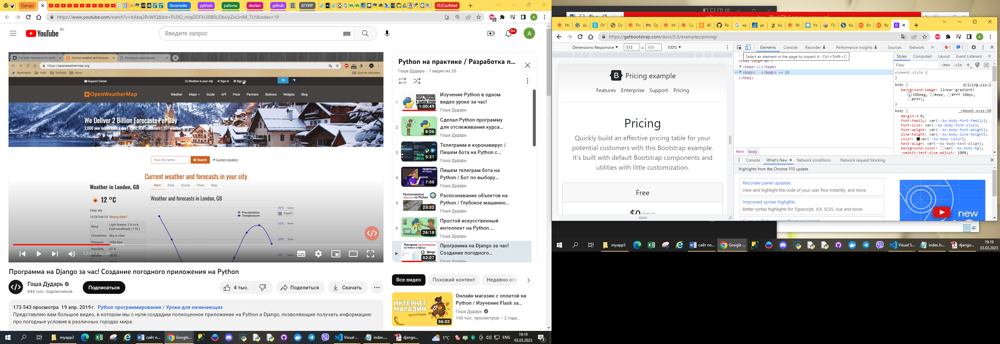 Django
блокчейн
python
работы
docker
github
БГУИР
JS/Css/html
https://www.youtube.com/watch?v=IsAbq2RcWIQ&list=PL0lO_mIqDDFXr3RB0UDbUyZixUnIM_7LY&index=19
YouTube BY
Введите запрос
9+
A
The Web framework for perfec
Current weather and forecast
Погодное приложение
https://openweathermap.org
Bookmarks Сайт YouTube Игры
Другие закладки
Support Center
Weather in your city Sign In Sign Up
°C °F
OpenWeatherMap
Weather Maps Guide API Price Partners Stations Widgets Blog
We Deliver 2 Billion Forecasts Per Day
2,000 new subscribers a day | 1,500,000 customers | 20+ weather APIs
Your city name
Search
Current location
Current weather and forecasts in your city
Main Daily Hourly Chart Map
Weather in London, GB
12 °C
Clear sky
14:28 Feb 24 Wrong data?
Wind Light breeze, 2.6 m/s, East-southeast ( 110 )
Cloudiness Sky is clear
Pressure 1036 hpa
Humidity 47 %
Weather and forecasts in London, GB
Precipitation
Temperature
Export
20°C 5mm
15°C 4mm
10°C 3mm
5°C 2mm
13:47 / 52:06
Python на практике / Разработка п...
Гоша Дударь - 7 видео из 20
1
1:00:49
Изучение Python в одном
видео уроке за час!
Гоша Дударь
2
8:06
Сделал Python программу
для отслеживания курса...
Гоша Дударь
3
5:31
Телеграмм и коронавирус /
Пишем бота на Python с...
Гоша Дударь
4
7:00
Пишем телеграм бота на
Python / Бот по выбору...
Гоша Дударь
5
23:52
Распознавание объектов на
Python / Глубокое машинно...
Гоша Дударь
6
26:18
Простой искусственный
интеллект на Python....
Гоша Дударь
52:07
Программа на Django за час!
Создание погодного...
Гоша Дударь
Программа на Django за час! Создание погодного приложения на Python
Гоша Дударь
844 тыс. подписчиков
Подписаться
4 тыс.
Поделиться
Скачать
173 543 просмотра 19 апр. 2019 г. Python программирование / Уроки для начинающих
Представляю вам большое видео, в котором мы с нуля создадим полноценное приложение на Python и Django, позволяющие получать информацию
про погодные условия в различных городах мира.
Все видео
Похожий контент
Недавно опу
ИНТЕРНЕТ
МАГАЗИН
НА PYTHON
56:52
Онлайн магазин с оплатой на
Python / Изучение Flask за...
Гоша Дударь
143 тыс. просмотров • 2 года...
myapp3
сайт п...
Google...
Visual ...
index....
django...
1°C
ENG
19:19
03.03.2023
3
https://getbootstrap.com/docs/5.3/examples/pricing/
Dimensions: Responsive 513 × 456 100%
Elements Console Recorder Performance insights Sources Network
1 1
Select an element in the page to inspect it - Ctrl + Shift + C
<head> </head>
<body> </body> == $0
</html>
html body
Styles Computed Layout Event Listeners
Filter :hov .cls
element.style {
}
body { pricing.css:1
background-image: linear-gradient(
180deg, #eee, #fff 100px,
#fff);
}
body { _reboot.scss:50
margin: 0;
font-family: var(--bs-body-font-family);
font-size: var(--bs-body-font-size);
font-weight: var(--bs-body-font-weight);
line-height: var(--bs-body-line-height);
color: var(--bs-body-color);
text-align: var(--bs-body-text-align);
background-color: var(--bs-body-bg);
-webkit-text-size-adjust: 100%;
Pricing example
Features Enterprise Support Pricing
Pricing
Quickly build an effective pricing table for your
potential customers with this Bootstrap example.
It's built with default Bootstrap components and
utilities with little customization.
Free
$0/mo
Console What's New Network conditions Network request blocking
Highlights from the Chrome 110 update
Recorder panel updates
View and highlight the code of your user flow instantly, and more.
Improved syntax higlights
Better syntax highlights for Typescript, JSX, SCSS, Vue and more.
new
myapp3
сайт по...
Google ...
Visual S...
index.h...
django...
19:19
03.03.2023